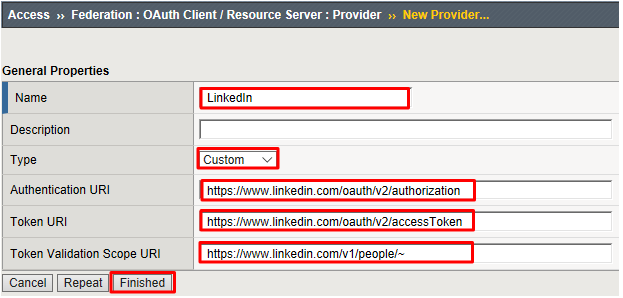 Access ›› Federation : OAuth Client / Resource Server : Provider ›› New Provider...
General Properties
Name LinkedIn
Description
Type Custom
Authentication URI https://www.linkedin.com/oauth/v2/authorization
Token URI https://www.linkedin.com/oauth/v2/accessToken
Token Validation Scope URI https://www.linkedin.com/v1/people/~
Cancel Repeat Finished